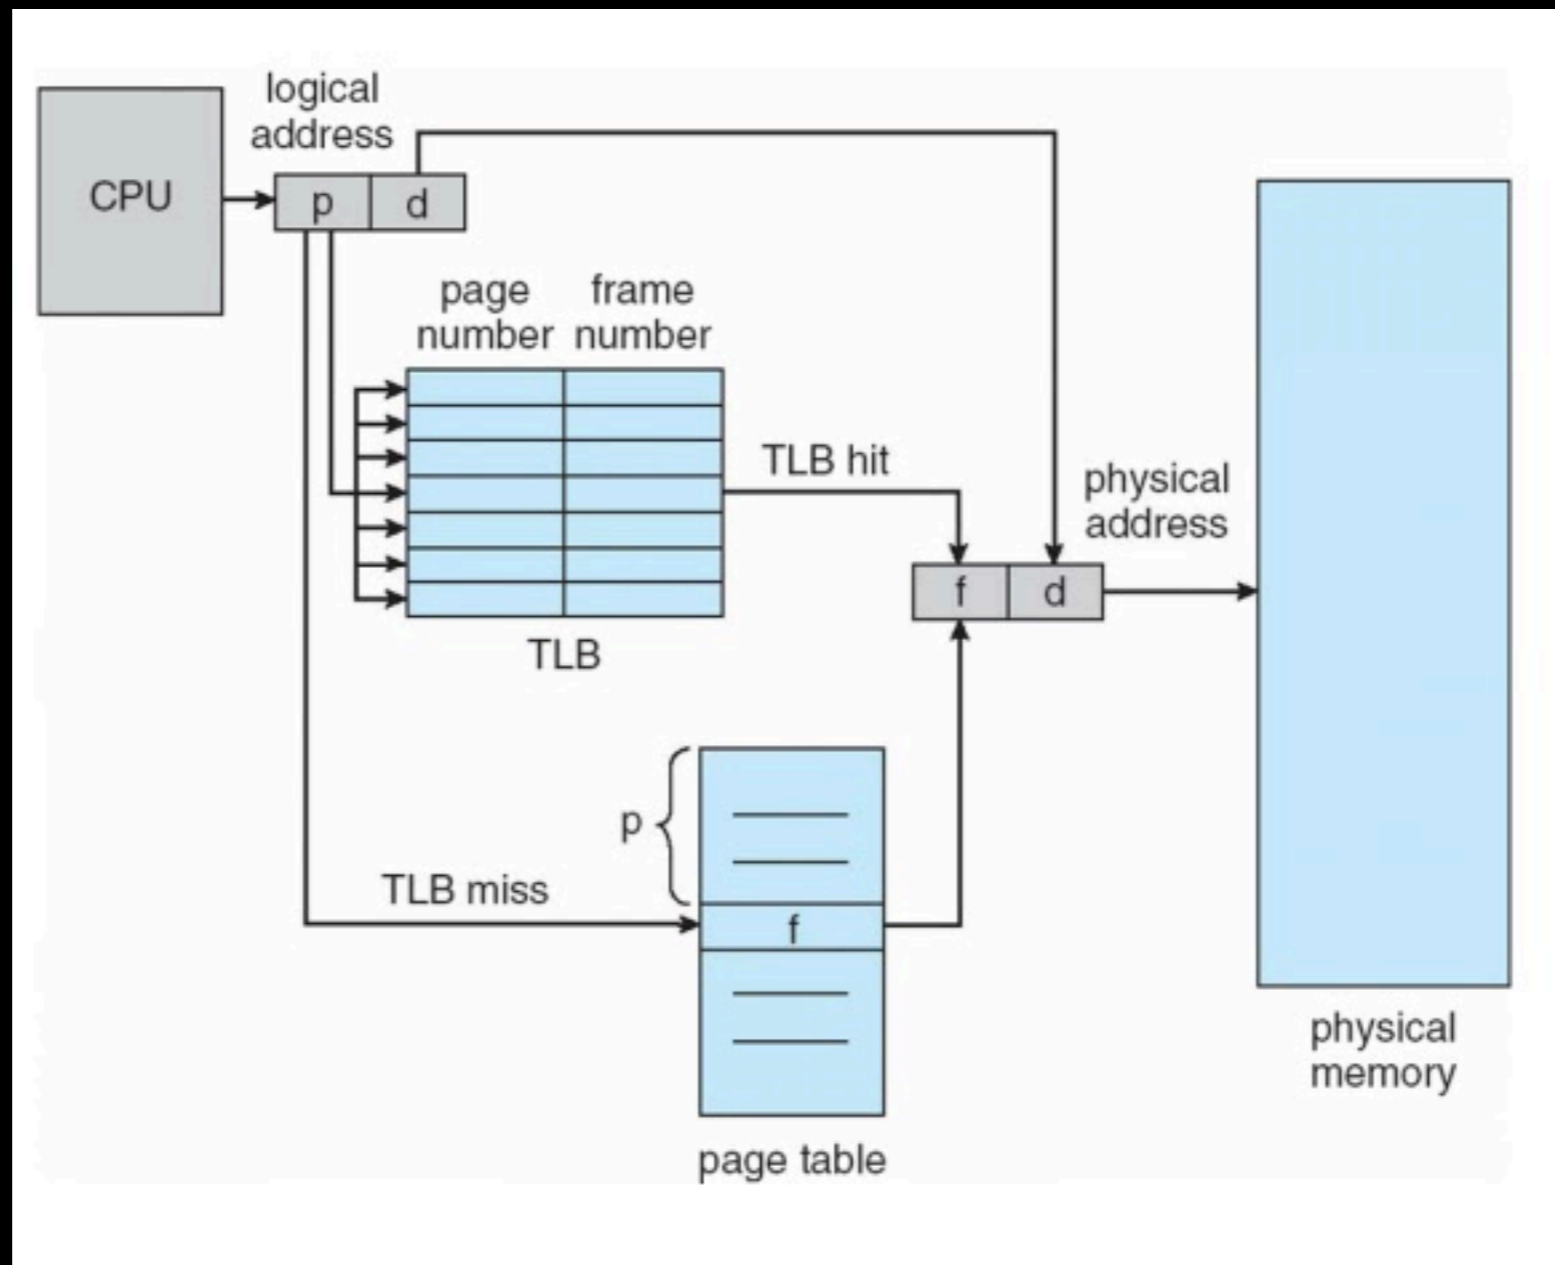 logical
address
CPU
p d
page frame
number number
TLB hit
physical
address
f d
TLB
p
TLB miss
f
physical
memory
page table